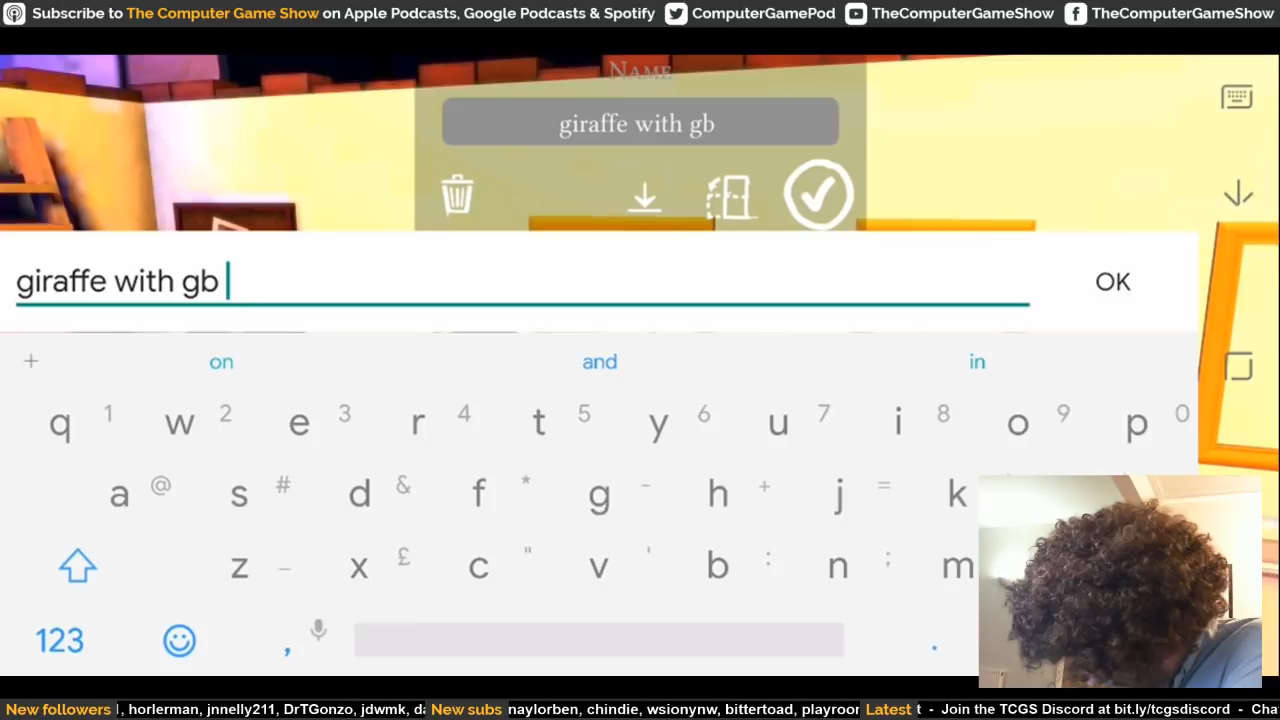 Subscribe to The Computer Game Show on Apple Podcasts, Google Podcasts & Spotify ComputerGamePod TheComputerGameShow TheComputerGameShow
NAME
giraffe with gb
giraffe with gb
OK
+ on and in
q 1 w 2 e 3 r 4 t 5 y 6 u 7 i 8 o 9 p 0
a @ s # d & f * g - h + j = k
z _ x £ c " v ' b : n ; m
123 , .
New followers , horlerman, jnnelly211, DrTGonzo, jdwmk, New subs naylorben, chindie, wsionynw, bittertoad, Latest - Join the TCGS Discord at bit.ly/tcgsdiscord -